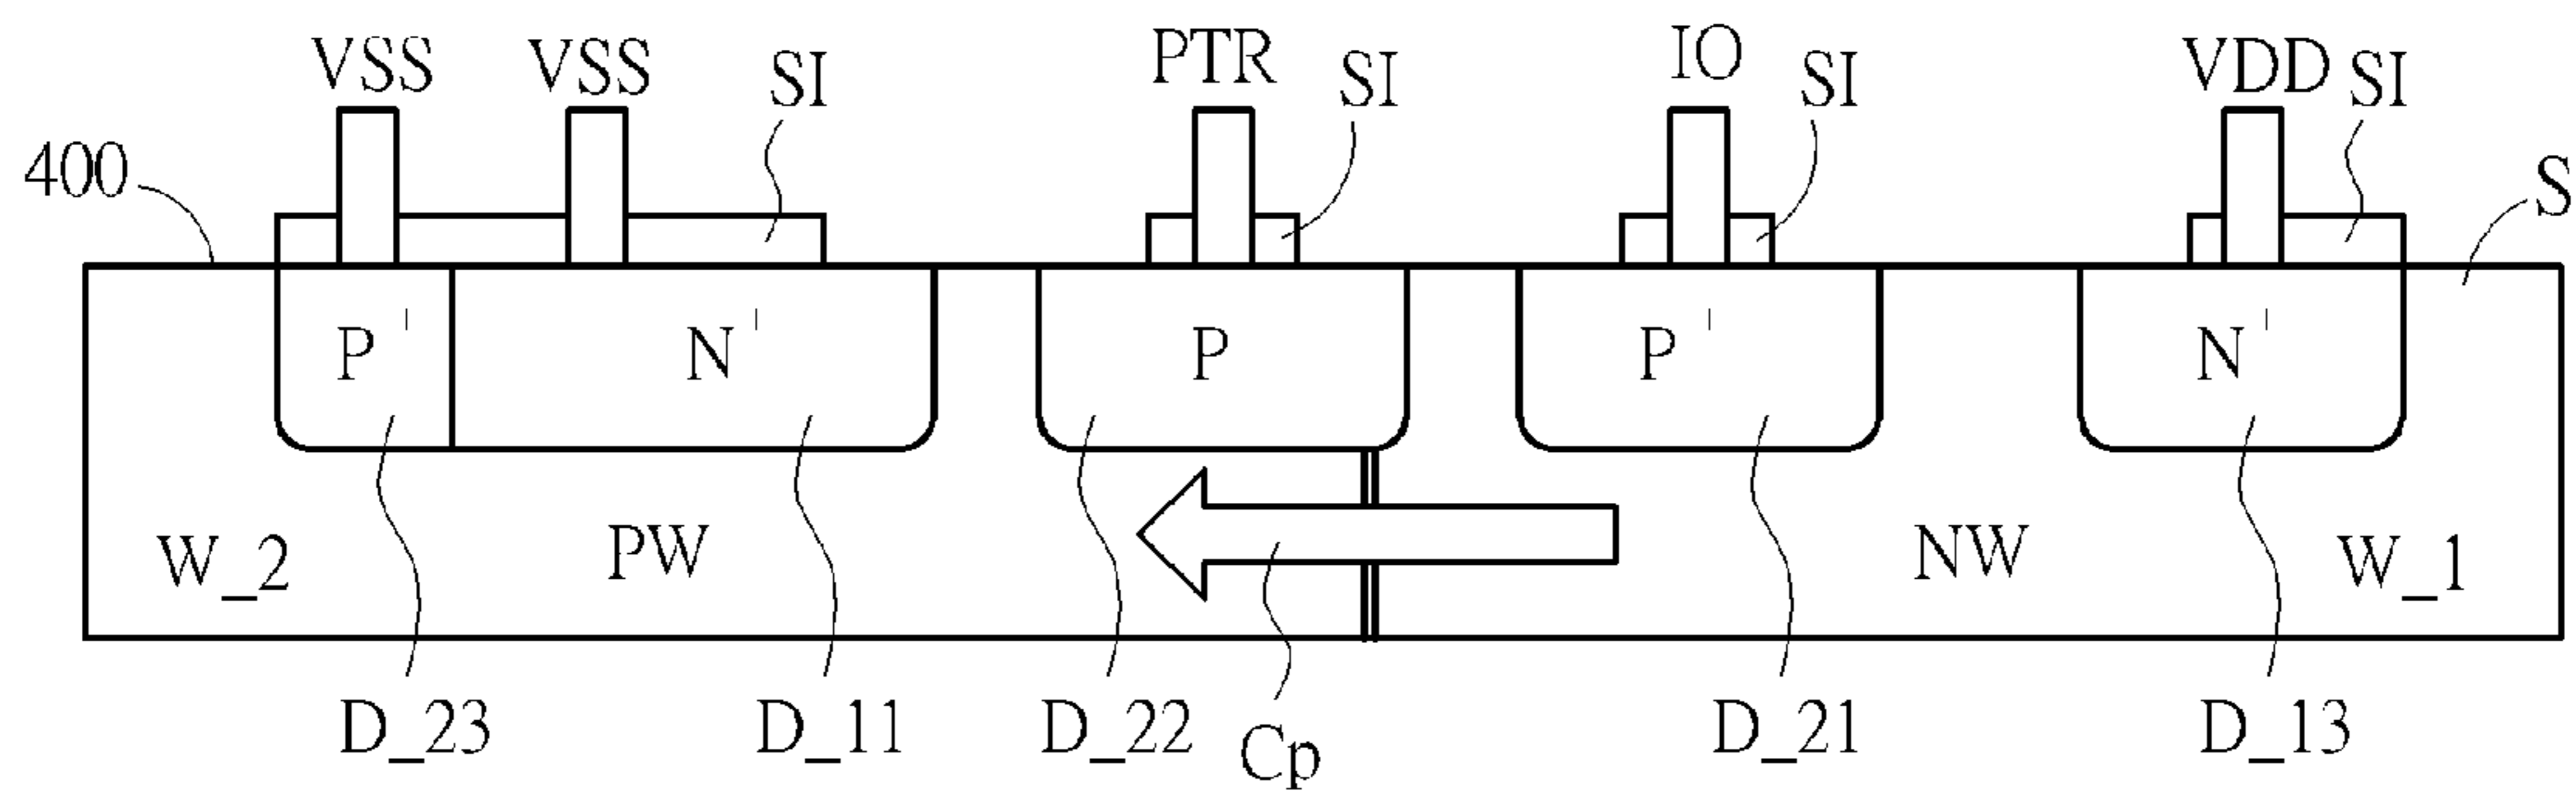 VSS VSS SI PTR SI IO SI VDD SI
400 S
P' N' P P' N'
W_2 PW NW W_1
D_23 D_11 D_22 Cp D_21 D_13